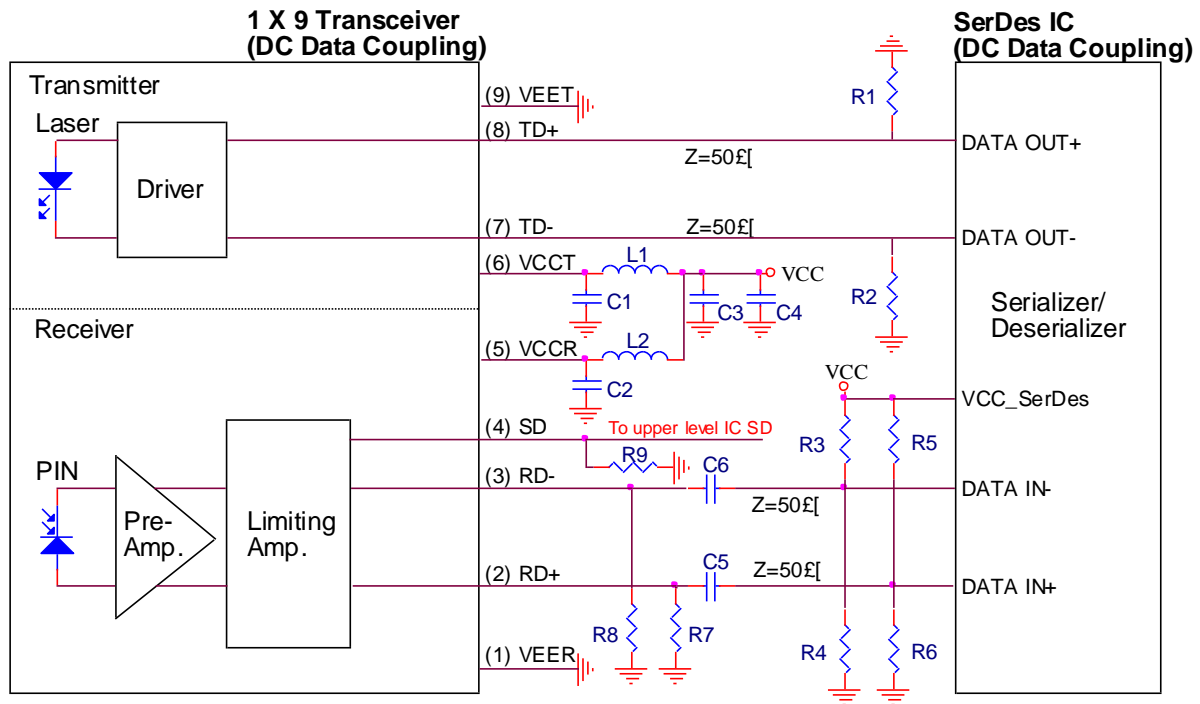 1 X 9 Transceiver
(DC Data Coupling)
SerDes IC
(DC Data Coupling)
Transmitter
Laser
Driver
(9) VEET
(8) TD+
Z=50£[
R1
DATA OUT+
(7) TD-
Z=50£[
DATA OUT-
(6) VCCT
L1
VCC
C1
C3
C4
R2
Serializer/
Deserializer
Receiver
(5) VCCR
L2
C2
VCC
VCC_SerDes
(4) SD
To upper level IC SD
R9
R3
R5
PIN
Pre-
Amp.
Limiting
Amp.
(3) RD-
C6
Z=50£[
DATA IN-
(2) RD+
C5
Z=50£[
DATA IN+
R8
R7
R4
R6
(1) VEER